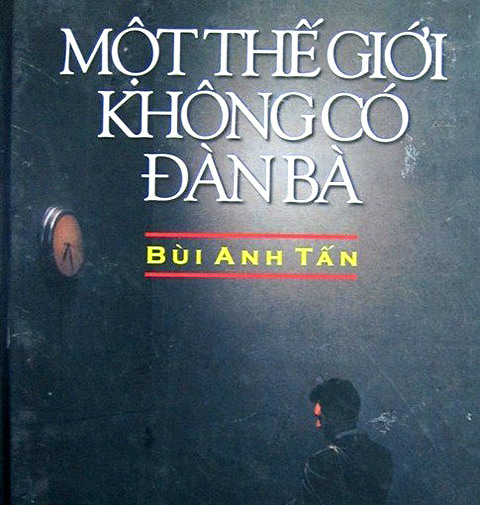 MỘT THẾ GIỚI
KHÔNG CÓ
ĐÀN BÀ
BÙI ANH TẤN